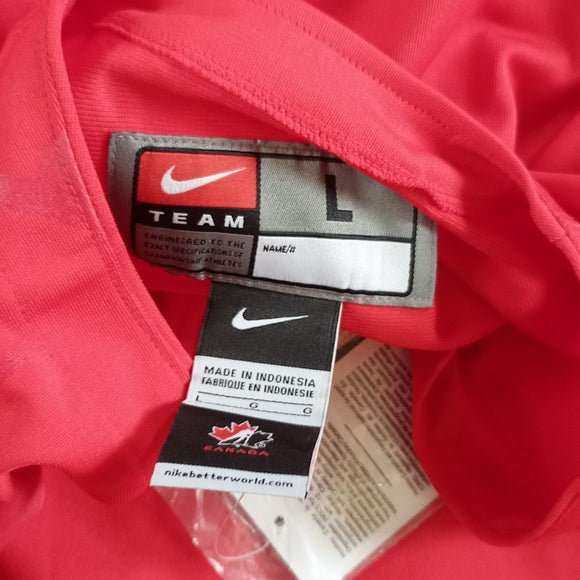 L
TEAM
NAME/#
ENGINEERED TO THE
EXACT SPECIFICATIONS OF
CHAMPIONSHIP ATHLETES
MADE IN INDONESIA
FABRIQUE EN INDONESIE
L G G
CANADA
nikebetterworld.com